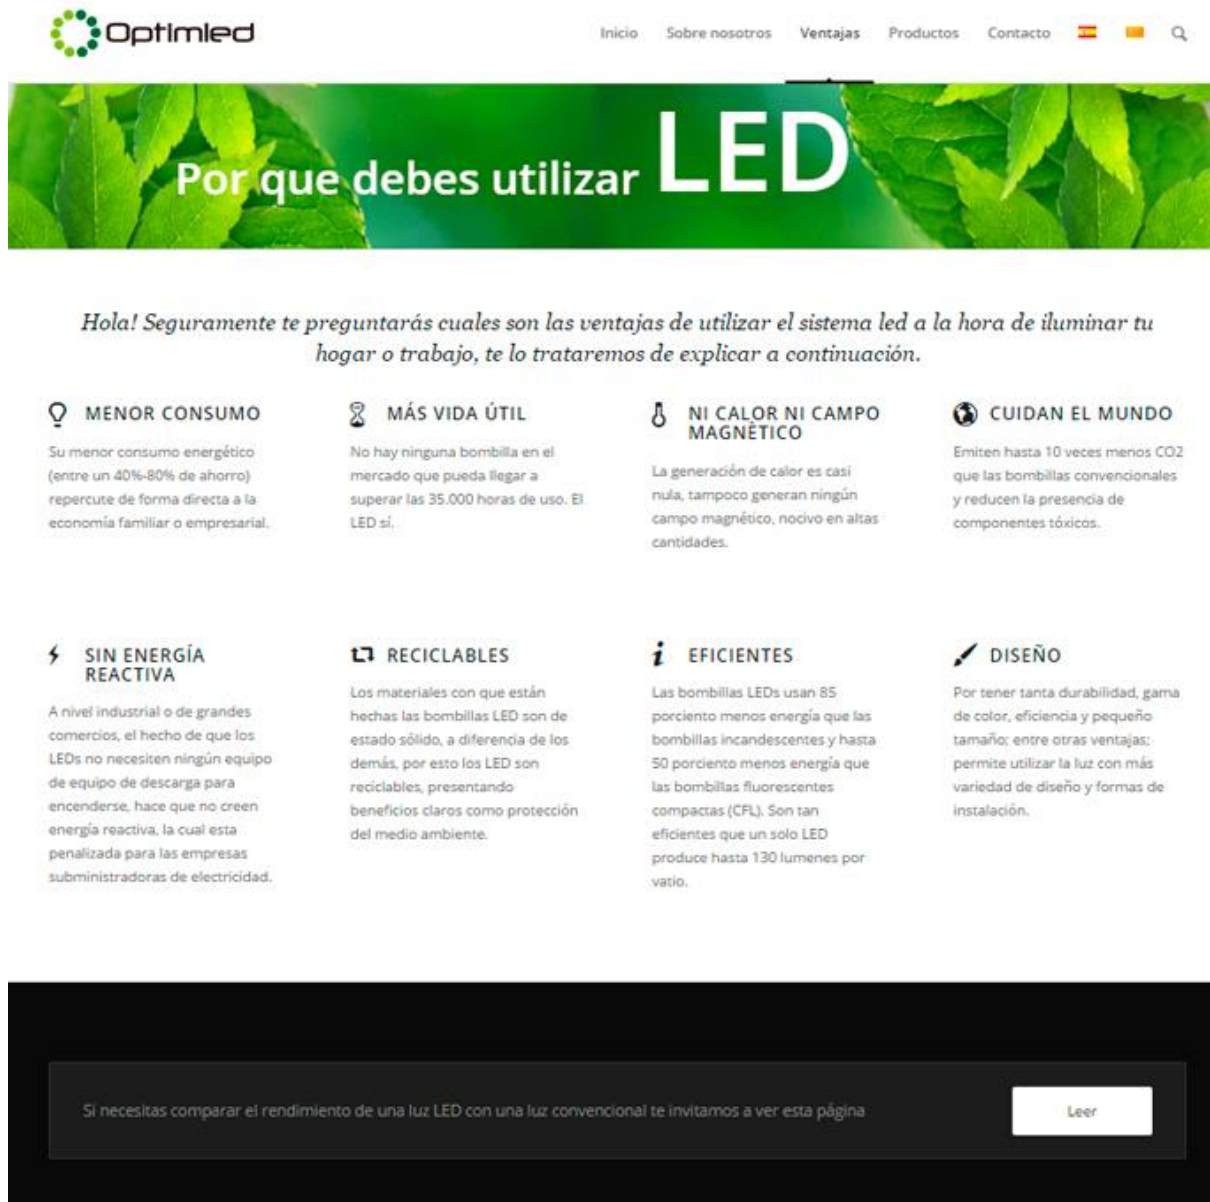 Optimled
Inicio Sobre nosotros Ventajas Productos Contacto
Por que debes utilizar LED
Hola! Seguramente te preguntarás cuales son las ventajas de utilizar el sistema led a la hora de iluminar tu
hogar o trabajo, te lo trataremos de explicar a continuación.
MENOR CONSUMO
Su menor consumo energético
(entre un 40%-80% de ahorro)
repercute de forma directa a la
economía familiar o empresarial.
MÁS VIDA ÚTIL
No hay ninguna bombilla en el
mercado que pueda llegar a
superar las 35.000 horas de uso. El
LED sí.
NI CALOR NI CAMPO
MAGNÈTICO
La generación de calor es casi
nula, tampoco generan ningún
campo magnético, nocivo en altas
cantidades.
CUIDAN EL MUNDO
Emiten hasta 10 veces menos CO2
que las bombillas convencionales
y reducen la presencia de
componentes tóxicos.
SIN ENERGÍA
REACTIVA
A nivel industrial o de grandes
comercios, el hecho de que los
LEDs no necesiten ningún equipo
de equipo de descarga para
encenderse, hace que no creen
energía reactiva, la cual esta
penalizada para las empresas
subministradoras de electricidad.
RECICLABLES
Los materiales con que están
hechas las bombillas LED son de
estado sólido, a diferencia de los
demás, por esto los LED son
reciclables, presentando
beneficios claros como protección
del medio ambiente.
EFICIENTES
Las bombillas LEDs usan 85
porciento menos energía que las
bombillas incandescentes y hasta
50 porciento menos energía que
las bombillas fluorescentes
compactas (CFL). Son tan
eficientes que un solo LED
produce hasta 130 lumenes por
vatio.
DISEÑO
Por tener tanta durabilidad, gama
de color, eficiencia y pequeño
tamaño; entre otras ventajas;
permite utilizar la luz con más
variedad de diseño y formas de
instalación.
Si necesitas comparar el rendimiento de una luz LED con una luz convencional te invitamos a ver esta página
Leer